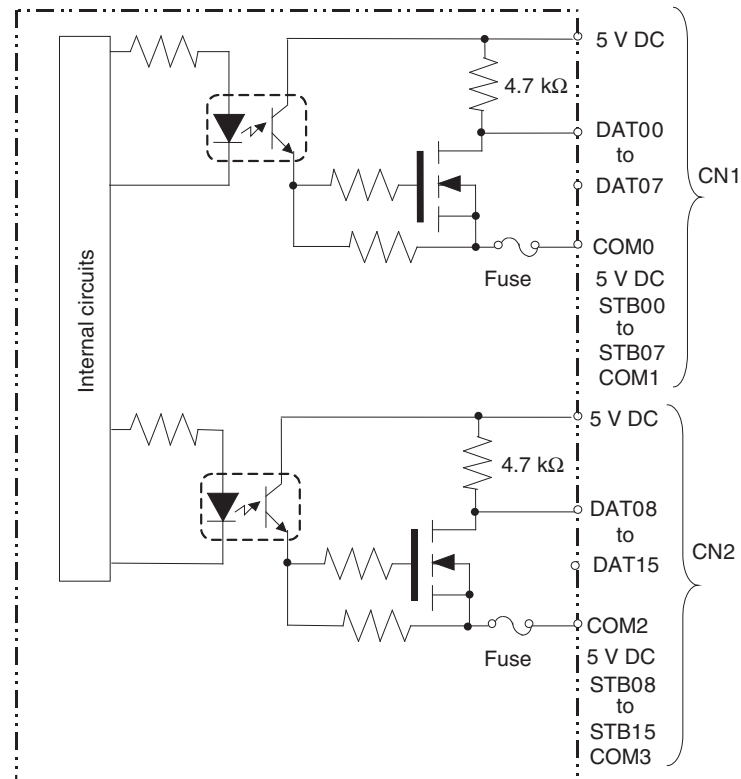 5 V DC
4.7 kΩ
DAT00
to
DAT07
CN1
COM0
Fuse
5 V DC
STB00
to
STB07
COM1
Internal circuits
5 V DC
4.7 kΩ
DAT08
to
DAT15
CN2
COM2
Fuse
5 V DC
STB08
to
STB15
COM3